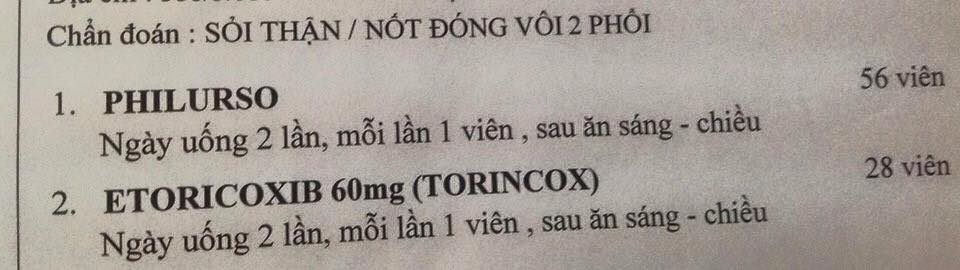 Chẩn đoán : SỎI THẬN / NỐT ĐÓNG VÔI 2 PHỔI
1. PHILURSO 56 viên
Ngày uống 2 lần, mỗi lần 1 viên , sau ăn sáng - chiều
2. ETORICOXIB 60mg (TORINCOX) 28 viên
Ngày uống 2 lần, mỗi lần 1 viên , sau ăn sáng - chiều